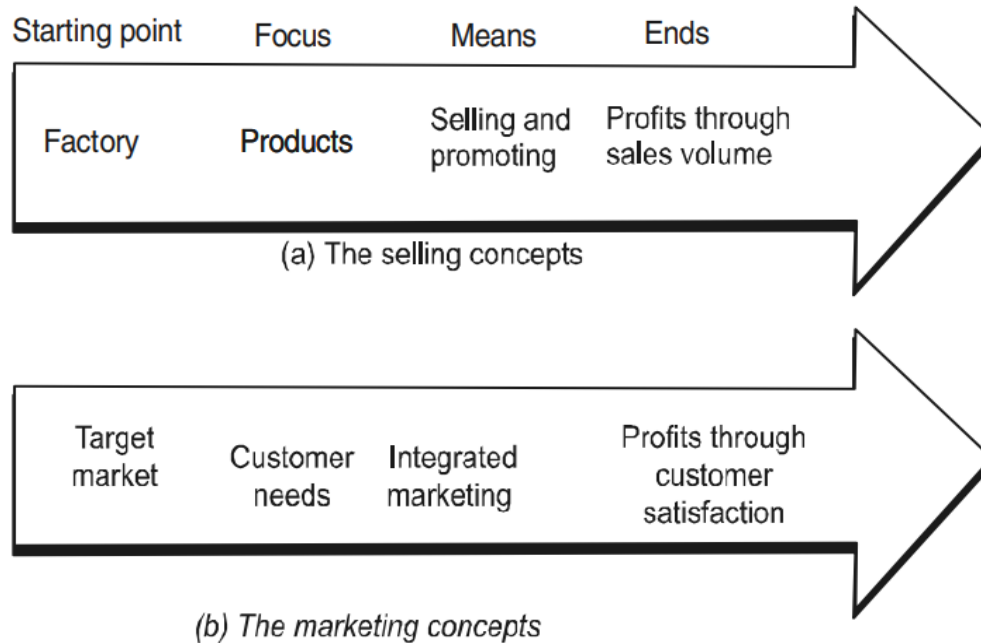 Starting point Focus Means Ends
Factory Products Selling and promoting Profits through sales volume
(a) The selling concepts
Target market Customer needs Integrated marketing Profits through customer satisfaction
(b) The marketing concepts